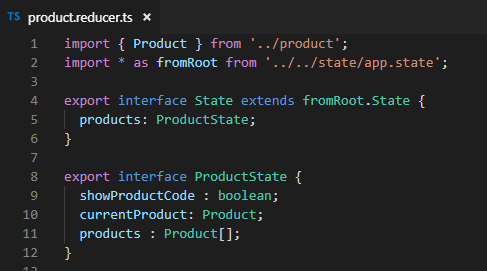 TS product.reducer.ts ×
1 import { Product } from '../product';
2 import * as fromRoot from '../../state/app.state';
3
4 export interface State extends fromRoot.State {
5   products: ProductState;
6 }
7
8 export interface ProductState {
9   showProductCode : boolean;
10   currentProduct: Product;
11   products : Product[];
12 }
13